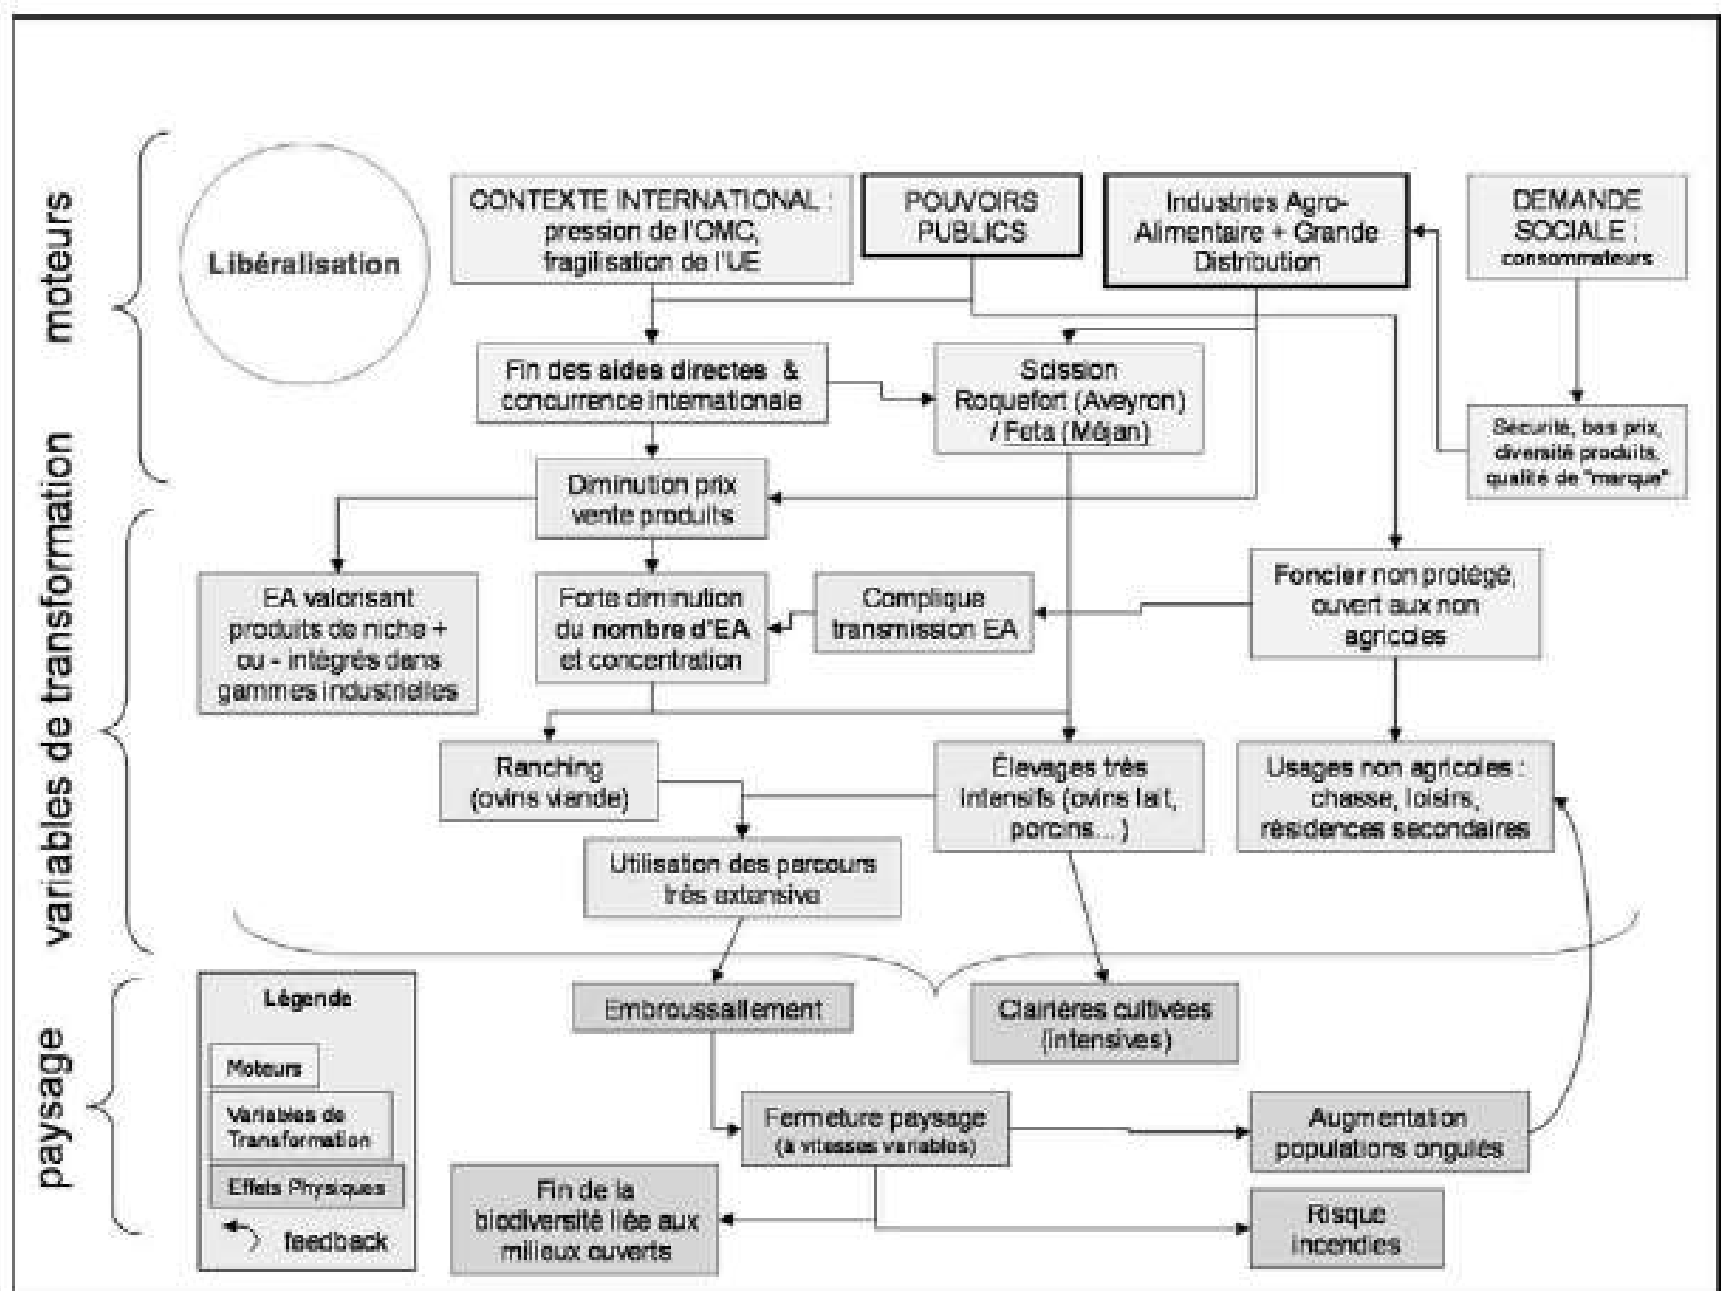 moteurs
Libéralisation
CONTEXTE INTERNATIONAL :
pression de l'OMC,
fragilisation de l'UE
POUVOIRS
PUBLICS
Industries Agro-
Alimentaire + Grande
Distribution
DEMANDE
SOCIALE :
consommateurs
Fin des aides directes &
concurrence internationale
Scission
Roquefort (Aveyron)
/ Feta (Méjan)
Sécurité, bas prix,
diversité produits,
qualité de "marque"
Diminution prix
vente produits
variables de transformation
EA valorisant
produits de niche +
ou - intégrés dans
gammes industrielles
Forte diminution
du nombre d'EA
et concentration
Complique
transmission EA
Foncier non protégé,
ouvert aux non
agricoles
Ranching
(ovins viande)
Élevages très
intensifs (ovins lait,
porcins...)
Usages non agricoles :
chasse, loisirs,
résidences secondaires
Utilisation des parcours
très extensive
paysage
Légende
Moteurs
Variables de
Transformation
Effets Physiques
feedback
Embroussaillement
Clairières cultivées
(intensives)
Fermeture paysage
(à vitesses variables)
Augmentation
populations ongulés
Fin de la
biodiversité liée aux
milieux ouverts
Risque
incendies